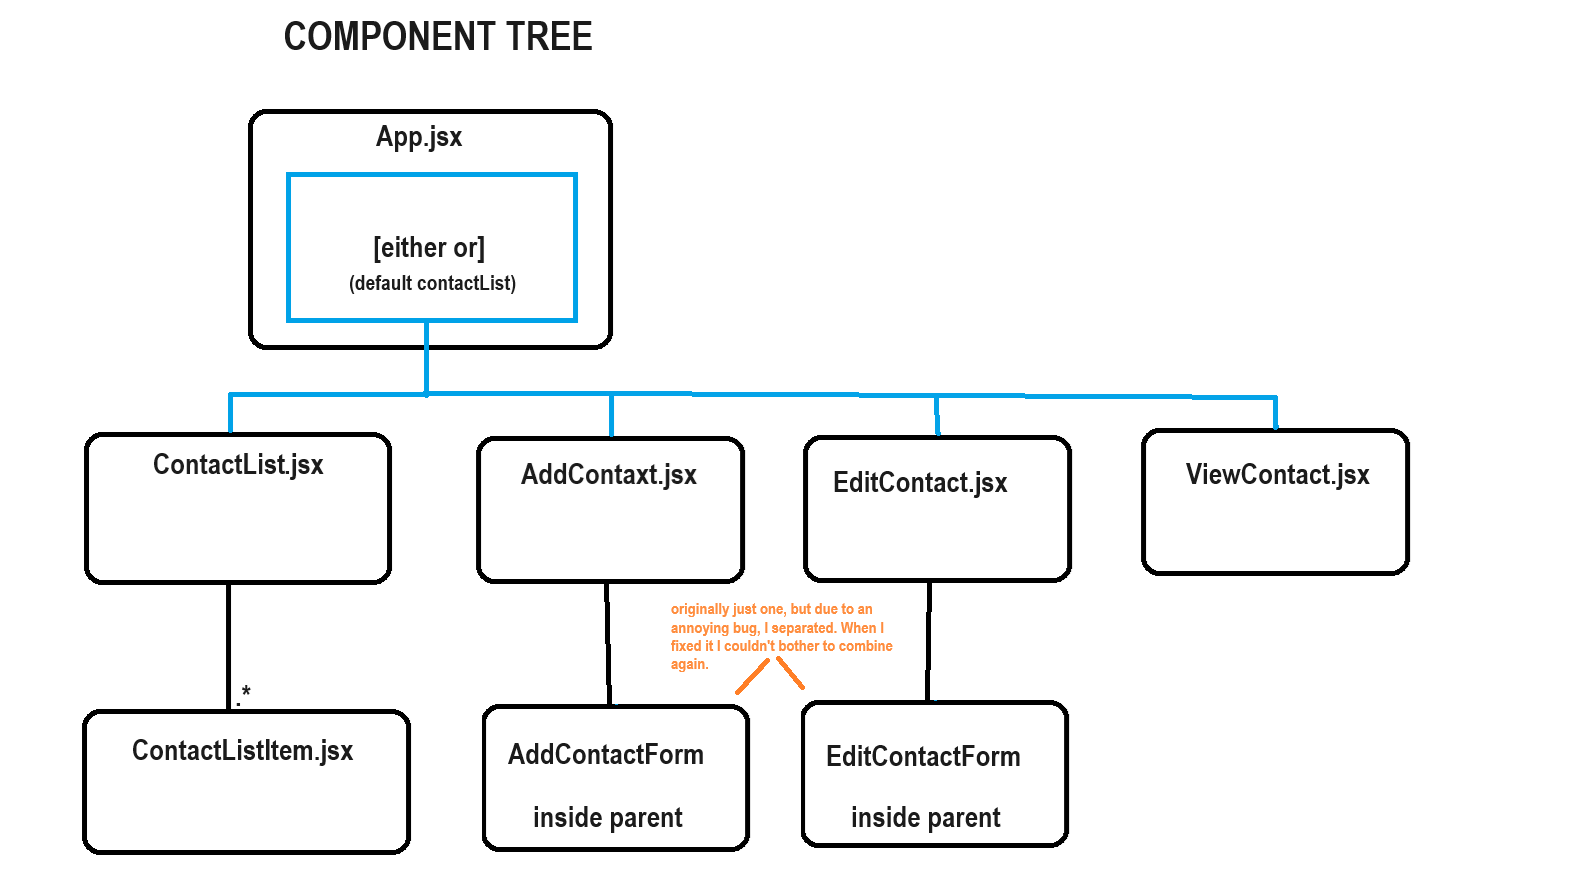 COMPONENT TREE
App.jsx
[either or]
(default contactList)
ContactList.jsx
AddContaxt.jsx
EditContact.jsx
ViewContact.jsx
originally just one, but due to an
annoying bug, I separated. When I
fixed it I couldn't bother to combine
again.
.*
ContactListItem.jsx
AddContactForm
inside parent
EditContactForm
inside parent